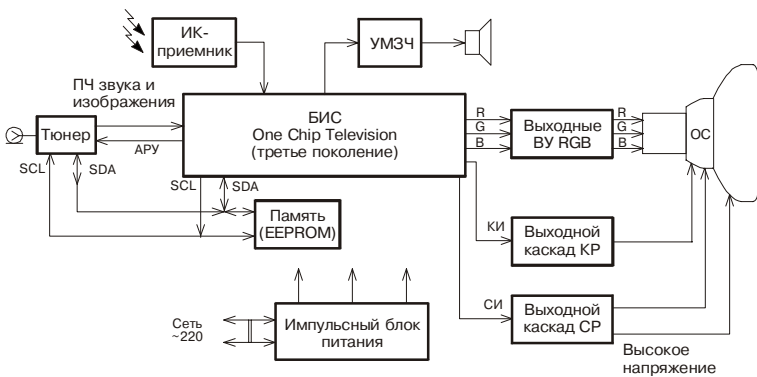 ИК-
приемник
УМЗЧ
ПЧ звука и
изображения
Тюнер
АРУ
SCL
SDA
БИС
One Chip Television
(третье поколение)
SCL
SDA
Память
(EEPROM)
R
G
B
Выходные
ВУ RGB
R
G
B
ОС
КИ
Выходной
каскад КР
СИ
Выходной
каскад СР
Высокое
напряжение
Сеть
~220
Импульсный блок
питания